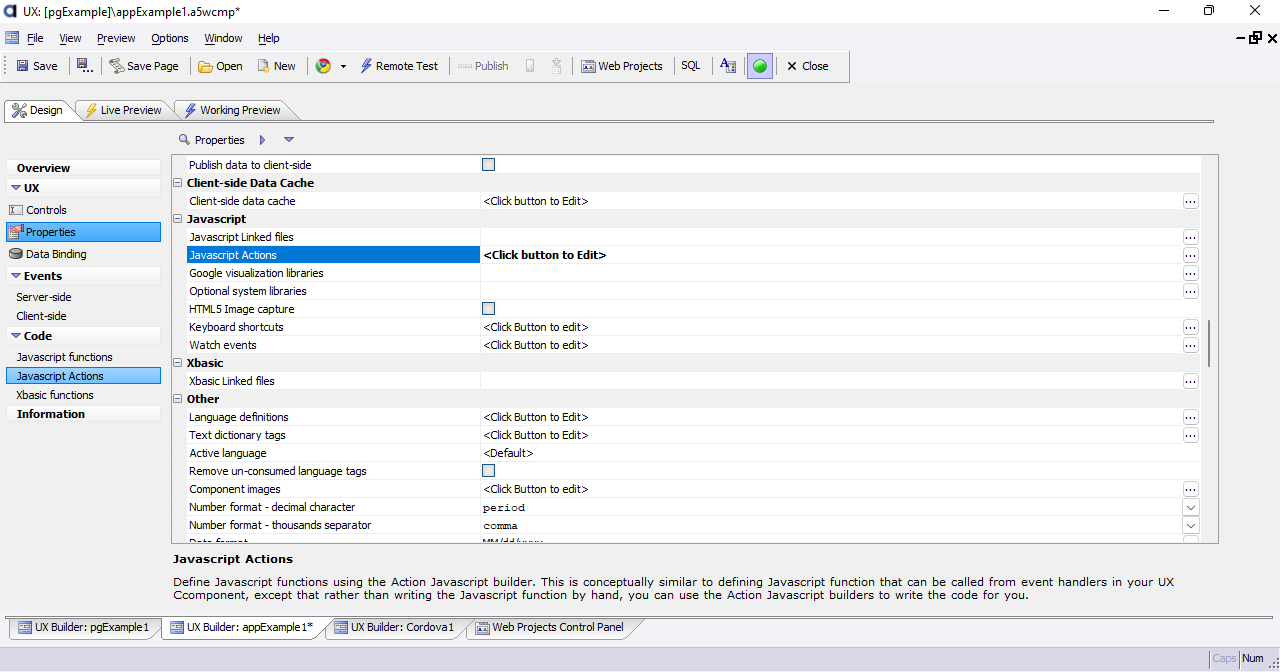 UX: [pgExample]\appExample1.a5wcmp*
File View Preview Options Window Help
Save Save Page Open New Remote Test Publish Web Projects SQL Close
Design Live Preview Working Preview
Properties
Overview
UX
Controls
Properties
Data Binding
Events
Server-side
Client-side
Code
Javascript functions
Javascript Actions
Xbasic functions
Information
Publish data to client-side
Client-side Data Cache
Client-side data cache <Click button to Edit>
Javascript
Javascript Linked files
Javascript Actions <Click button to Edit>
Google visualization libraries
Optional system libraries
HTML5 Image capture
Keyboard shortcuts <Click Button to edit>
Watch events <Click Button to edit>
Xbasic
Xbasic Linked files
Other
Language definitions <Click Button to Edit>
Text dictionary tags <Click Button to Edit>
Active language <Default>
Remove un-consumed language tags
Component images <Click Button to edit>
Number format - decimal character period
Number format - thousands separator comma
Date format MM/dd/yyyy
Javascript Actions
Define Javascript functions using the Action Javascript builder. This is conceptually similar to defining Javascript function that can be called from event handlers in your UX
Ccomponent, except that rather than writing the Javascript function by hand, you can use the Action Javascript builders to write the code for you.
UX Builder: pgExample1 UX Builder: appExample1* UX Builder: Cordova1 Web Projects Control Panel
Caps Num